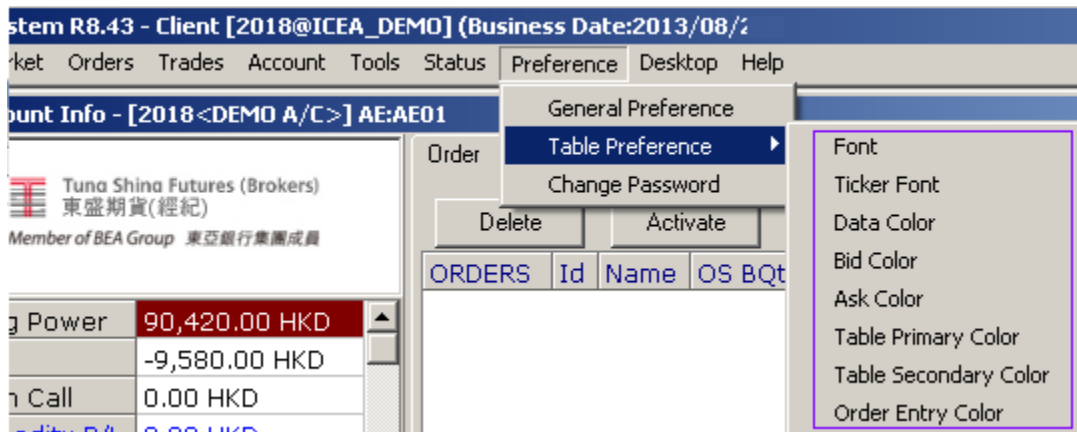 stem R8.43 - Client [2018@ICEA_DEMO] (Business Date:2013/08/2
rket Orders Trades Account Tools Status Preference Desktop Help
ount Info - [2018<DEMO A/C>] AE:AE01
General Preference
Table Preference
Change Password
Font
Ticker Font
Data Color
Bid Color
Ask Color
Table Primary Color
Table Secondary Color
Order Entry Color
Tung Shing Futures (Brokers)
東盛期貨(經紀)
Member of BEA Group 東亞銀行集團成員
Order
Delete Activate
ORDERS Id Name OS BQt
g Power 90,420.00 HKD
-9,580.00 HKD
n Call 0.00 HKD